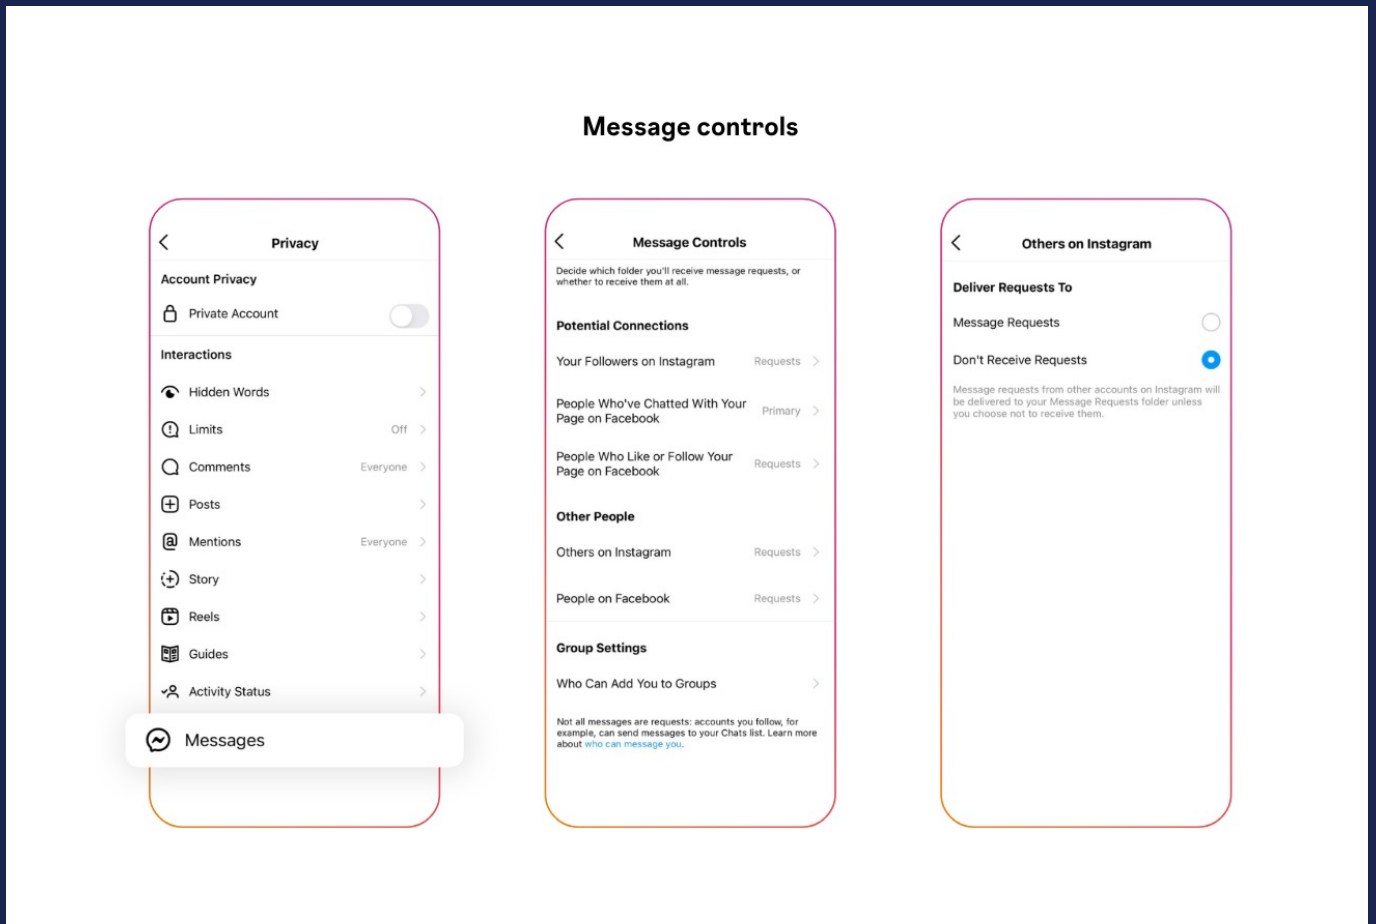 Message controls
Privacy
Account Privacy
Private Account
Interactions
Hidden Words
Limits Off
Comments Everyone
Posts
Mentions Everyone
Story
Reels
Guides
Activity Status
Messages
Message Controls
Decide which folder you'll receive message requests, or
whether to receive them at all.
Potential Connections
Your Followers on Instagram Requests
People Who've Chatted With Your
Page on Facebook Primary
People Who Like or Follow Your
Page on Facebook Requests
Other People
Others on Instagram Requests
People on Facebook Requests
Group Settings
Who Can Add You to Groups
Not all messages are requests: accounts you follow, for
example, can send messages to your Chats list. Learn more
about who can message you.
Others on Instagram
Deliver Requests To
Message Requests
Don't Receive Requests
Message requests from other accounts on Instagram will
be delivered to your Message Requests folder unless
you choose not to receive them.